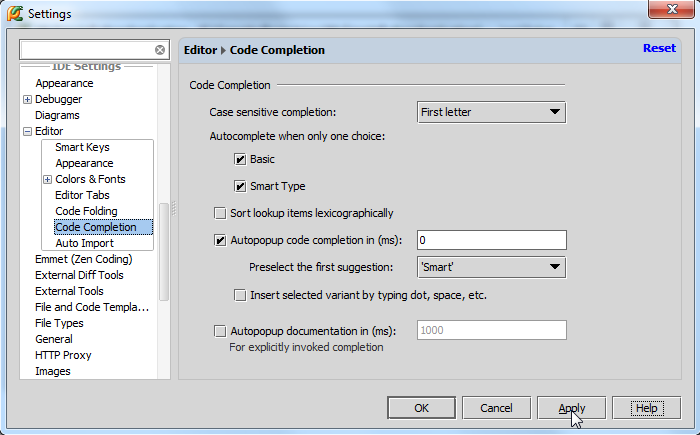 Settings
IDE Settings
Appearance
Debugger
Diagrams
Editor
Smart Keys
Appearance
Colors & Fonts
Editor Tabs
Code Folding
Code Completion
Auto Import
Emmet (Zen Coding)
External Diff Tools
External Tools
File and Code Templa...
File Types
General
HTTP Proxy
Images
Editor ▸ Code Completion
Reset
Code Completion
Case sensitive completion: First letter
Autocomplete when only one choice:
Basic
Smart Type
Sort lookup items lexicographically
Autopopup code completion in (ms): 0
Preselect the first suggestion: 'Smart'
Insert selected variant by typing dot, space, etc.
Autopopup documentation in (ms): 1000
For explicitly invoked completion
OK Cancel Apply Help